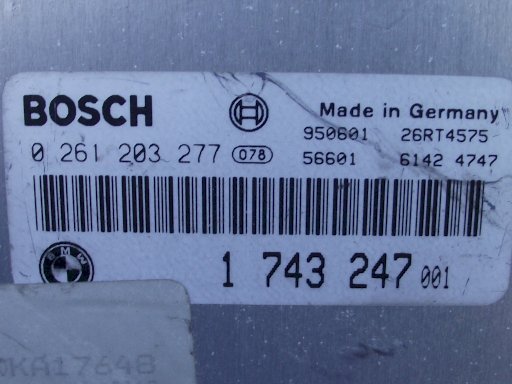 BOSCH
Made in Germany
950601 26RT4575
0 261 203 277 078
56601 6142 4747
BMW
1 743 247 001
0KA17648